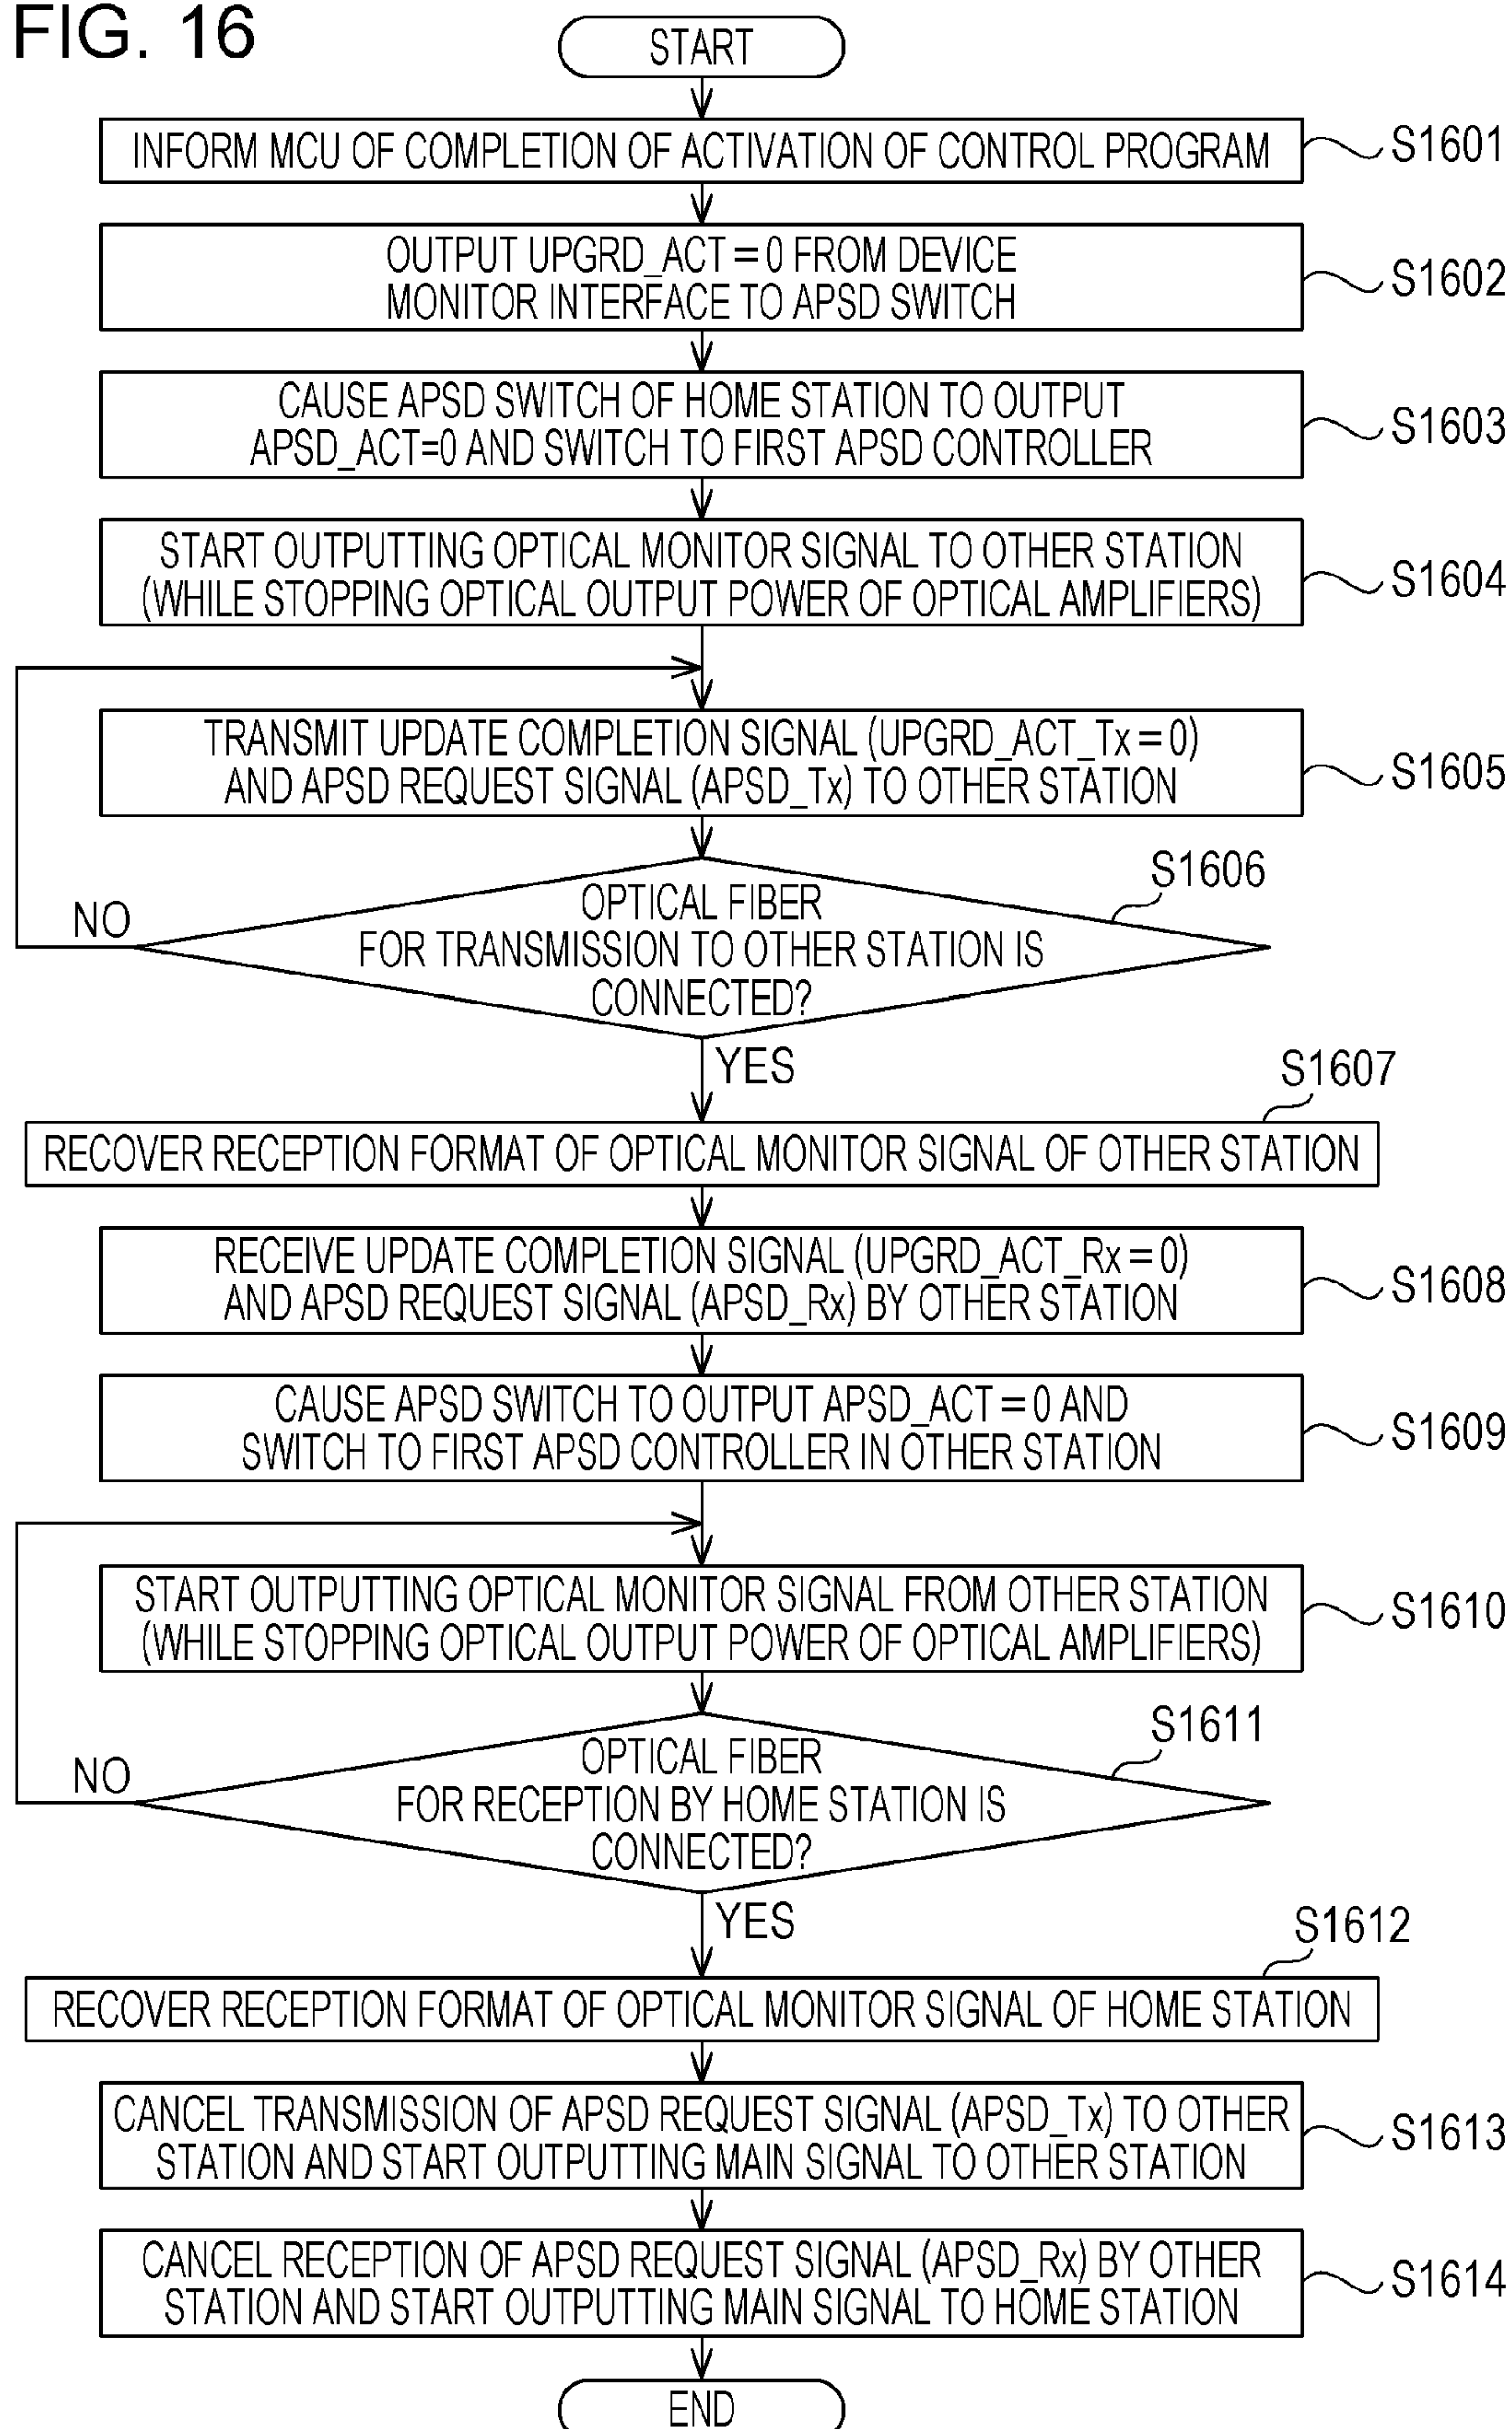 FIG. 16
START
INFORM MCU OF COMPLETION OF ACTIVATION OF CONTROL PROGRAM
S1601
OUTPUT UPGRD_ACT = 0 FROM DEVICE
MONITOR INTERFACE TO APSD SWITCH
S1602
CAUSE APSD SWITCH OF HOME STATION TO OUTPUT
APSD_ACT=0 AND SWITCH TO FIRST APSD CONTROLLER
S1603
START OUTPUTTING OPTICAL MONITOR SIGNAL TO OTHER STATION
(WHILE STOPPING OPTICAL OUTPUT POWER OF OPTICAL AMPLIFIERS)
S1604
TRANSMIT UPDATE COMPLETION SIGNAL (UPGRD_ACT_Tx = 0)
AND APSD REQUEST SIGNAL (APSD_Tx) TO OTHER STATION
S1605
S1606
OPTICAL FIBER
FOR TRANSMISSION TO OTHER STATION IS
CONNECTED?
NO
YES
S1607
RECOVER RECEPTION FORMAT OF OPTICAL MONITOR SIGNAL OF OTHER STATION
RECEIVE UPDATE COMPLETION SIGNAL (UPGRD_ACT_Rx = 0)
AND APSD REQUEST SIGNAL (APSD_Rx) BY OTHER STATION
S1608
CAUSE APSD SWITCH TO OUTPUT APSD_ACT = 0 AND
SWITCH TO FIRST APSD CONTROLLER IN OTHER STATION
S1609
START OUTPUTTING OPTICAL MONITOR SIGNAL FROM OTHER STATION
(WHILE STOPPING OPTICAL OUTPUT POWER OF OPTICAL AMPLIFIERS)
S1610
S1611
OPTICAL FIBER
FOR RECEPTION BY HOME STATION IS
CONNECTED?
NO
YES
S1612
RECOVER RECEPTION FORMAT OF OPTICAL MONITOR SIGNAL OF HOME STATION
CANCEL TRANSMISSION OF APSD REQUEST SIGNAL (APSD_Tx) TO OTHER
STATION AND START OUTPUTTING MAIN SIGNAL TO OTHER STATION
S1613
CANCEL RECEPTION OF APSD REQUEST SIGNAL (APSD_Rx) BY OTHER
STATION AND START OUTPUTTING MAIN SIGNAL TO HOME STATION
S1614
END